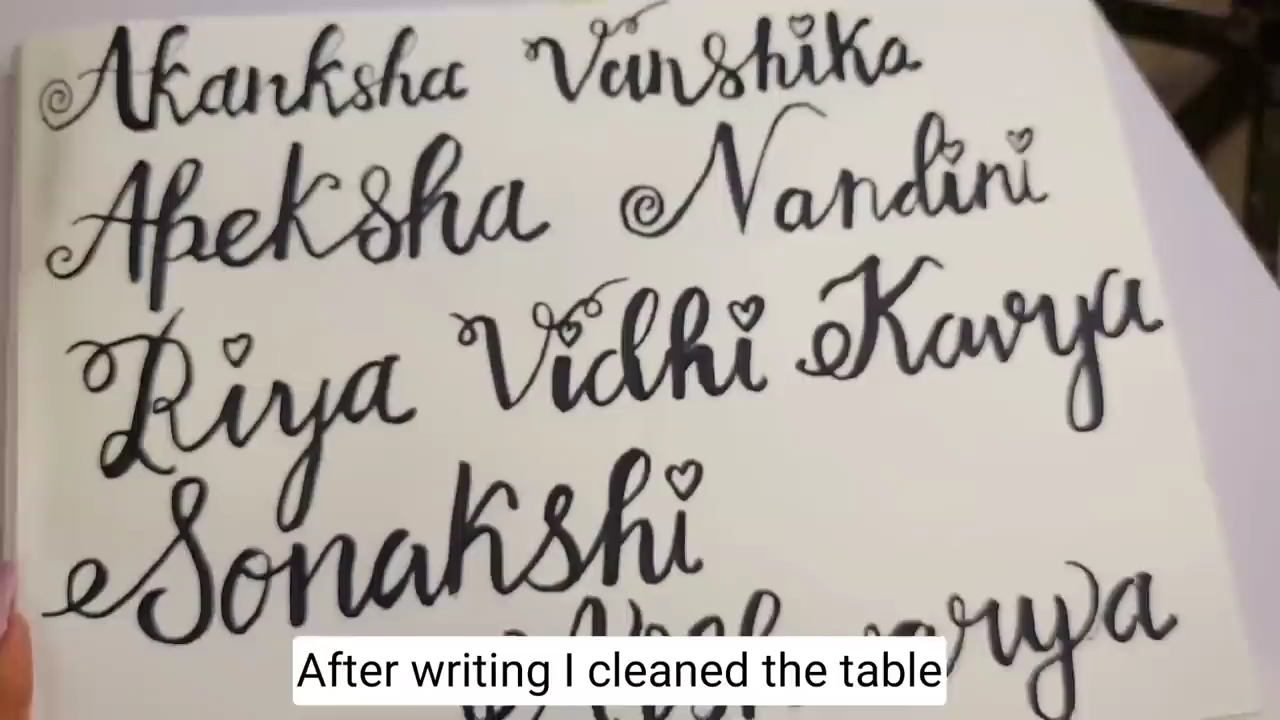 Akanksha Vanshika
Apeksha Nandini
Riya Vidhi Kavya
Sonakshi
After writing I cleaned the table